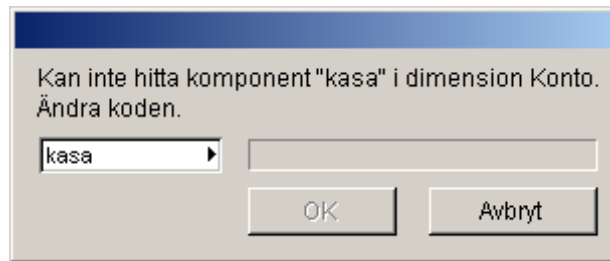 Kan inte hitta komponent "kasa" i dimension Konto.
Ändra koden.
kasa
OK Avbryt